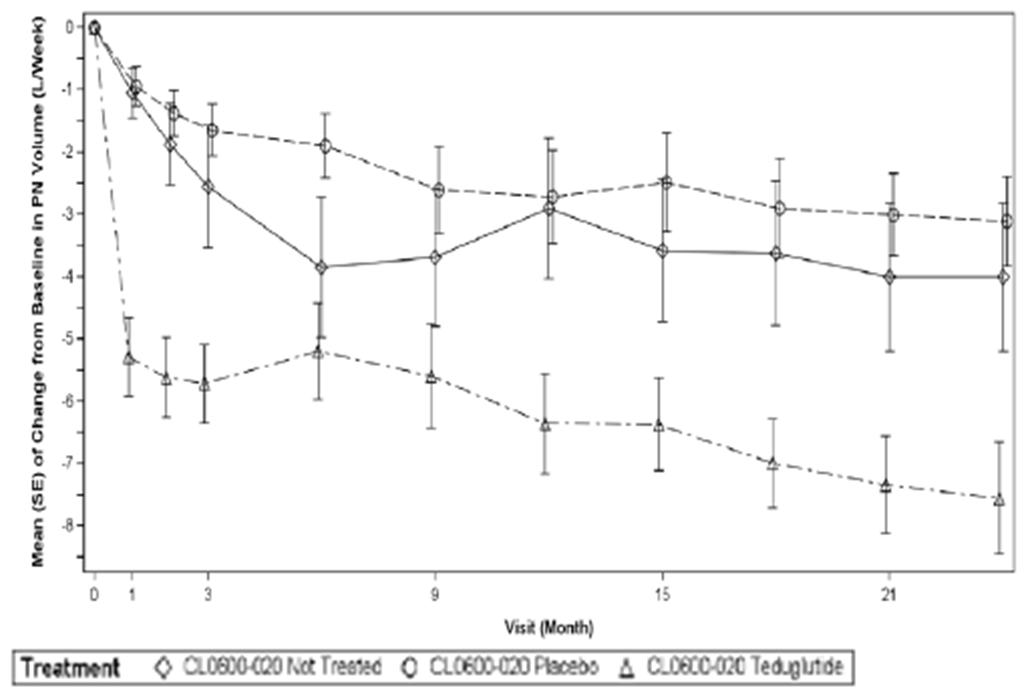 Mean (SE) of Change from Baseline in PN Volume (L/Week)
0
-1
-2
-3
-4
-5
-6
-7
-8
0 1 3 9 15 21
Visit (Month)
Treatment CL0600-020 Not Treated CL0600-020 Placebo CL0600-020 Teduglutide